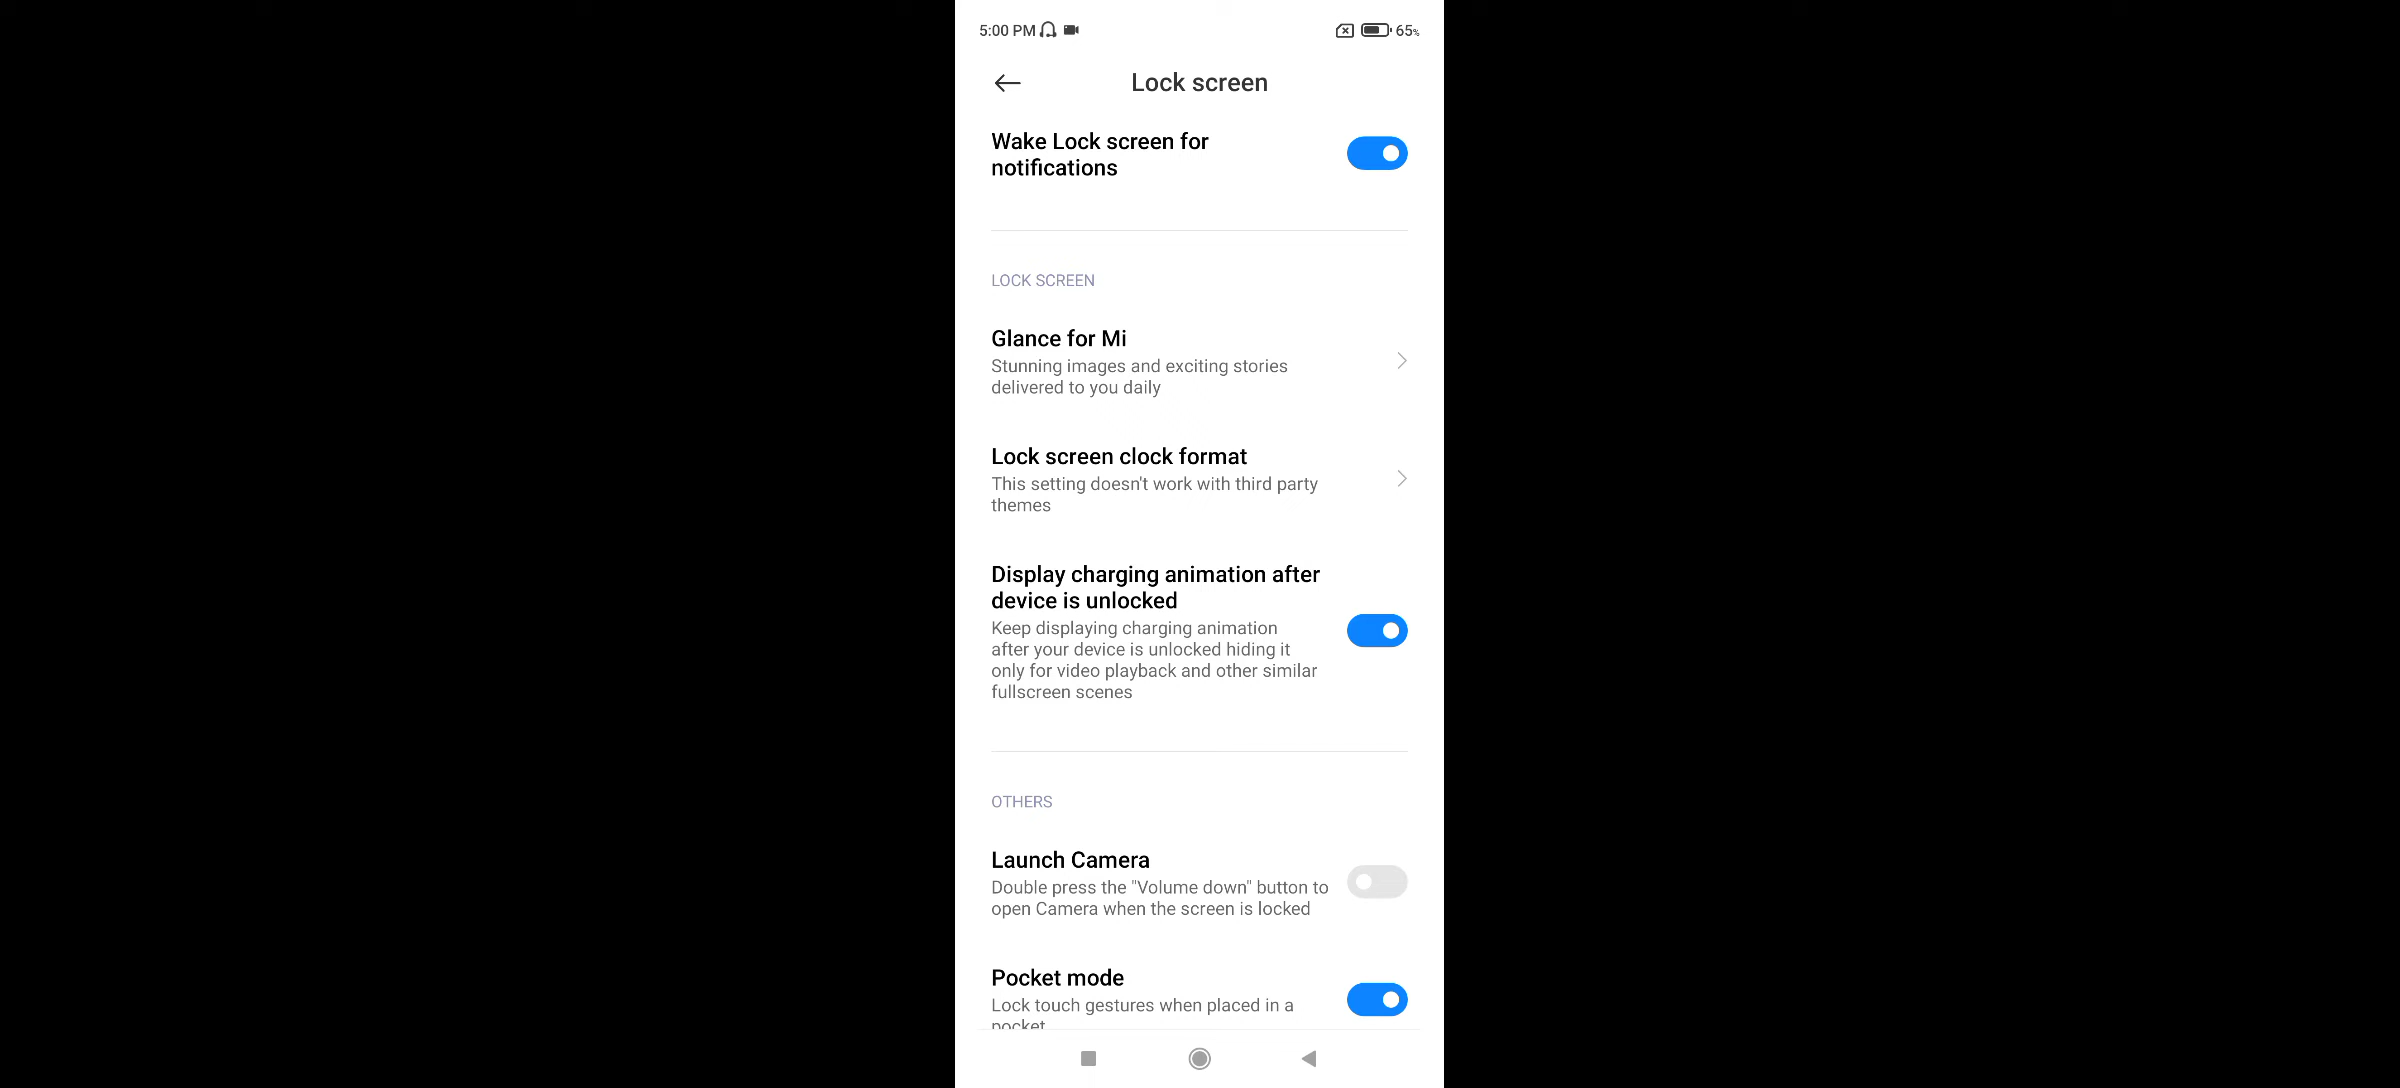 5:00 PM 65%
Lock screen
Wake Lock screen for
notifications
LOCK SCREEN
Glance for Mi
Stunning images and exciting stories
delivered to you daily
Lock screen clock format
This setting doesn't work with third party
themes
Display charging animation after
device is unlocked
Keep displaying charging animation
after your device is unlocked hiding it
only for video playback and other similar
fullscreen scenes
OTHERS
Launch Camera
Double press the "Volume down" button to
open Camera when the screen is locked
Pocket mode
Lock touch gestures when placed in a
pocket